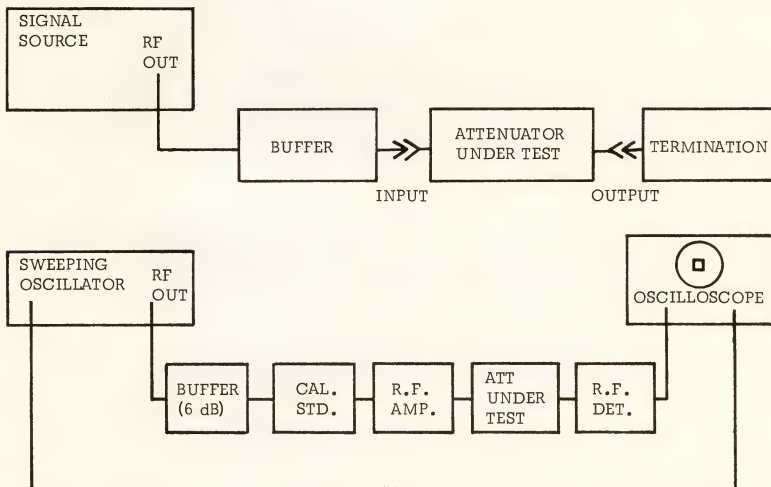 SIGNAL
SOURCE
RF
OUT
BUFFER
ATTENUATOR
UNDER TEST
TERMINATION
INPUT
OUTPUT
SWEEPING
OSCILLATOR
RF
OUT
OSCILLOSCOPE
BUFFER
(6 dB)
CAL.
STD.
R.F.
AMP.
ATT
UNDER
TEST
R.F.
DET.